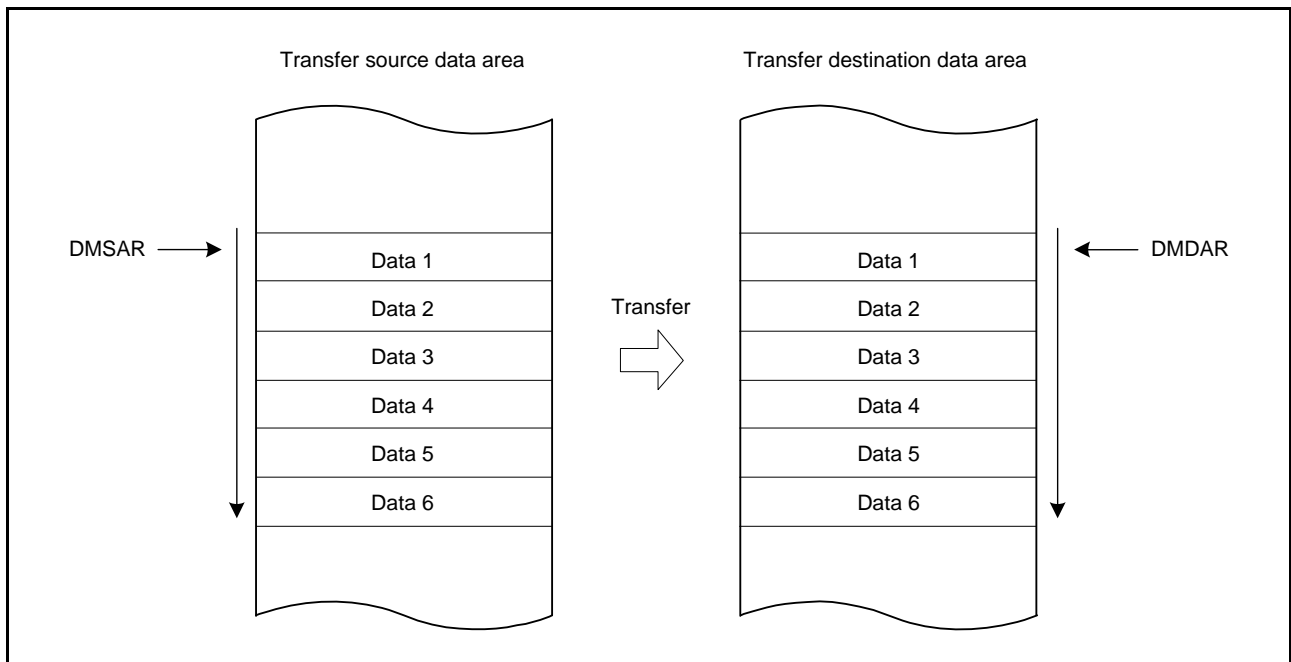 Transfer source data area
Transfer destination data area
DMSAR
Data 1
Data 2
Data 3
Data 4
Data 5
Data 6
Transfer
Data 1
Data 2
Data 3
Data 4
Data 5
Data 6
DMDAR